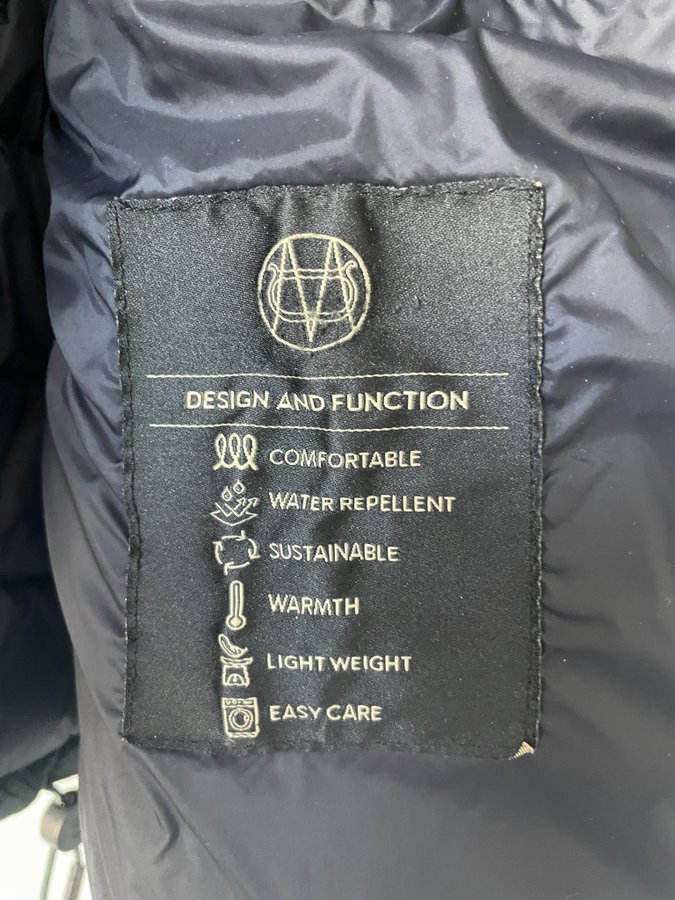 DESIGN AND FUNCTION
COMFORTABLE
WATER REPELLENT
SUSTAINABLE
WARMTH
LIGHT WEIGHT
EASY CARE